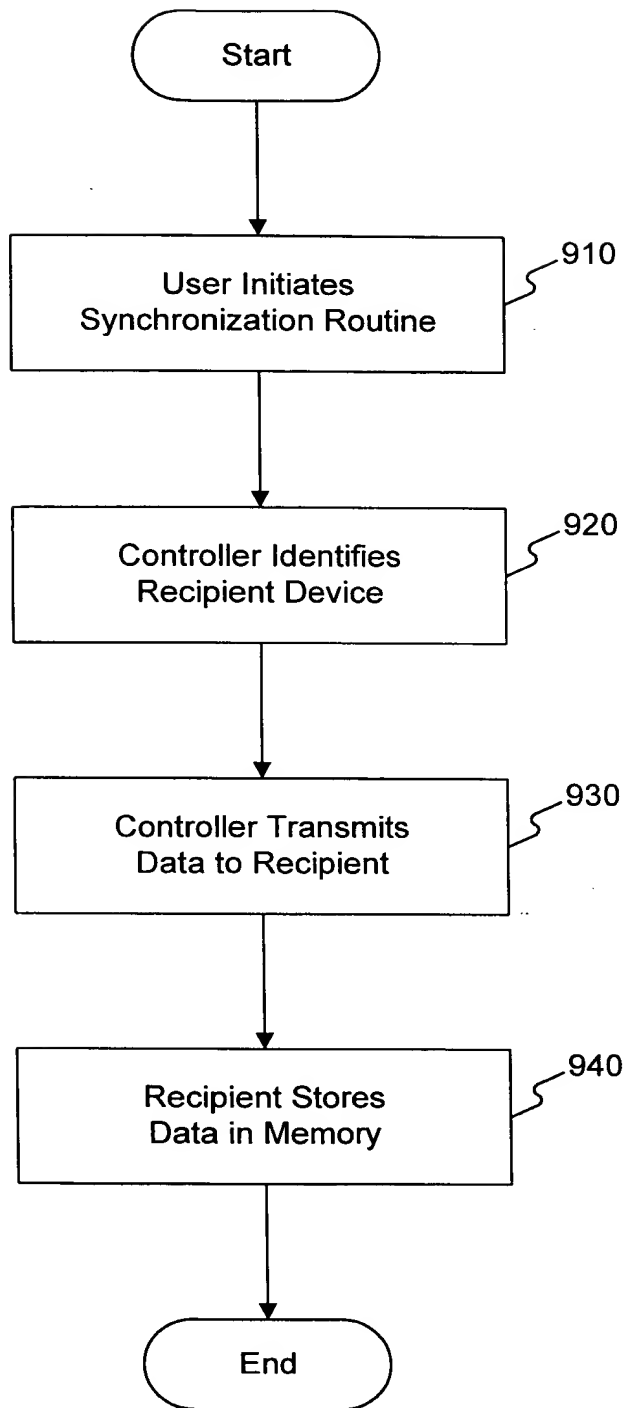 Start
910
User Initiates
Synchronization Routine
920
Controller Identifies
Recipient Device
930
Controller Transmits
Data to Recipient
940
Recipient Stores
Data in Memory
End